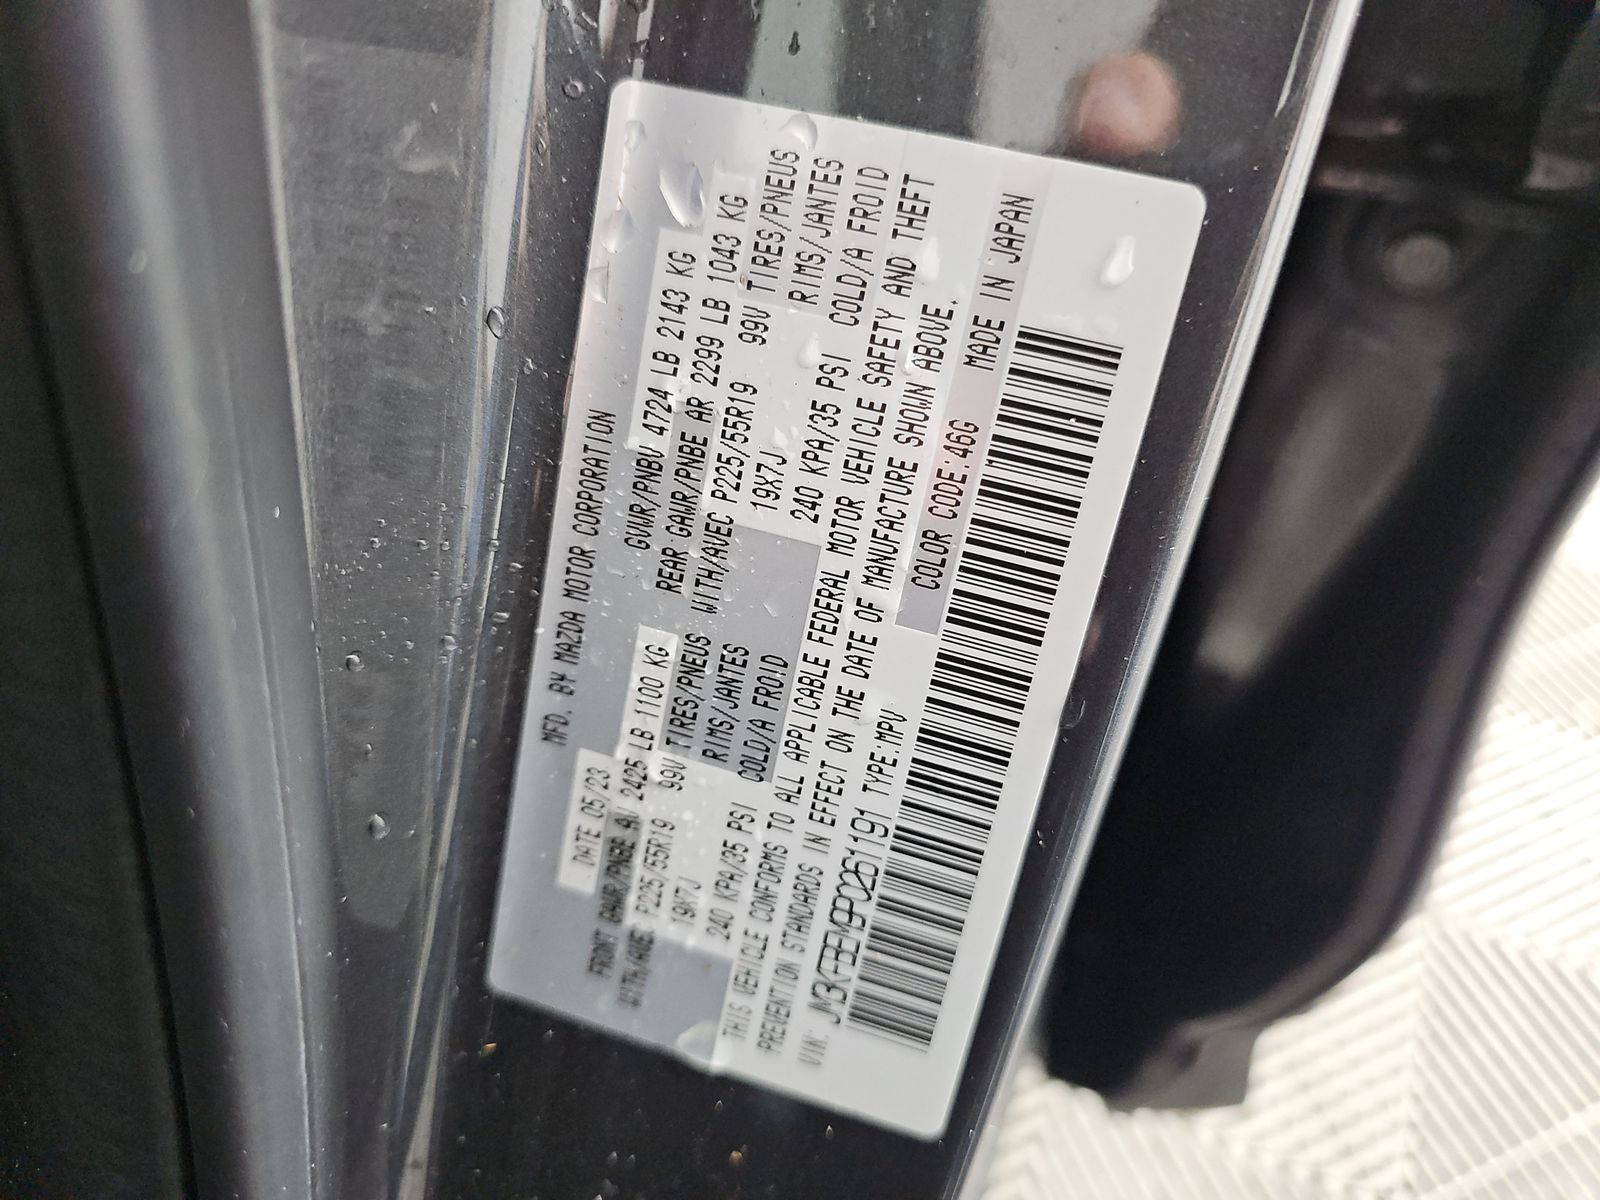 MFD. BY MAZDA MOTOR CORPORATION
DATE 05/23 GVWR/PNBV 4724 LB 2143 KG
FRONT GAWR/PNBE AV 2425 LB 1100 KG REAR GAWR/PNBE AR 2299 LB 1043 KG
WITH/AVEC P225/55R19 99V TIRES/PNEUS WITH/AVEC P225/55R19 99V TIRES/PNEUS
19X7J RIMS/JANTES 19X7J RIMS/JANTES
240 KPA/35 PSI COLD/A FROID 240 KPA/35 PSI COLD/A FROID
THIS VEHICLE CONFORMS TO ALL APPLICABLE FEDERAL MOTOR VEHICLE SAFETY AND THEFT
PREVENTION STANDARDS IN EFFECT ON THE DATE OF MANUFACTURE SHOWN ABOVE.
VIN: JM3KFBEM9P0261191 TYPE:MPV COLOR CODE:46G MADE IN JAPAN